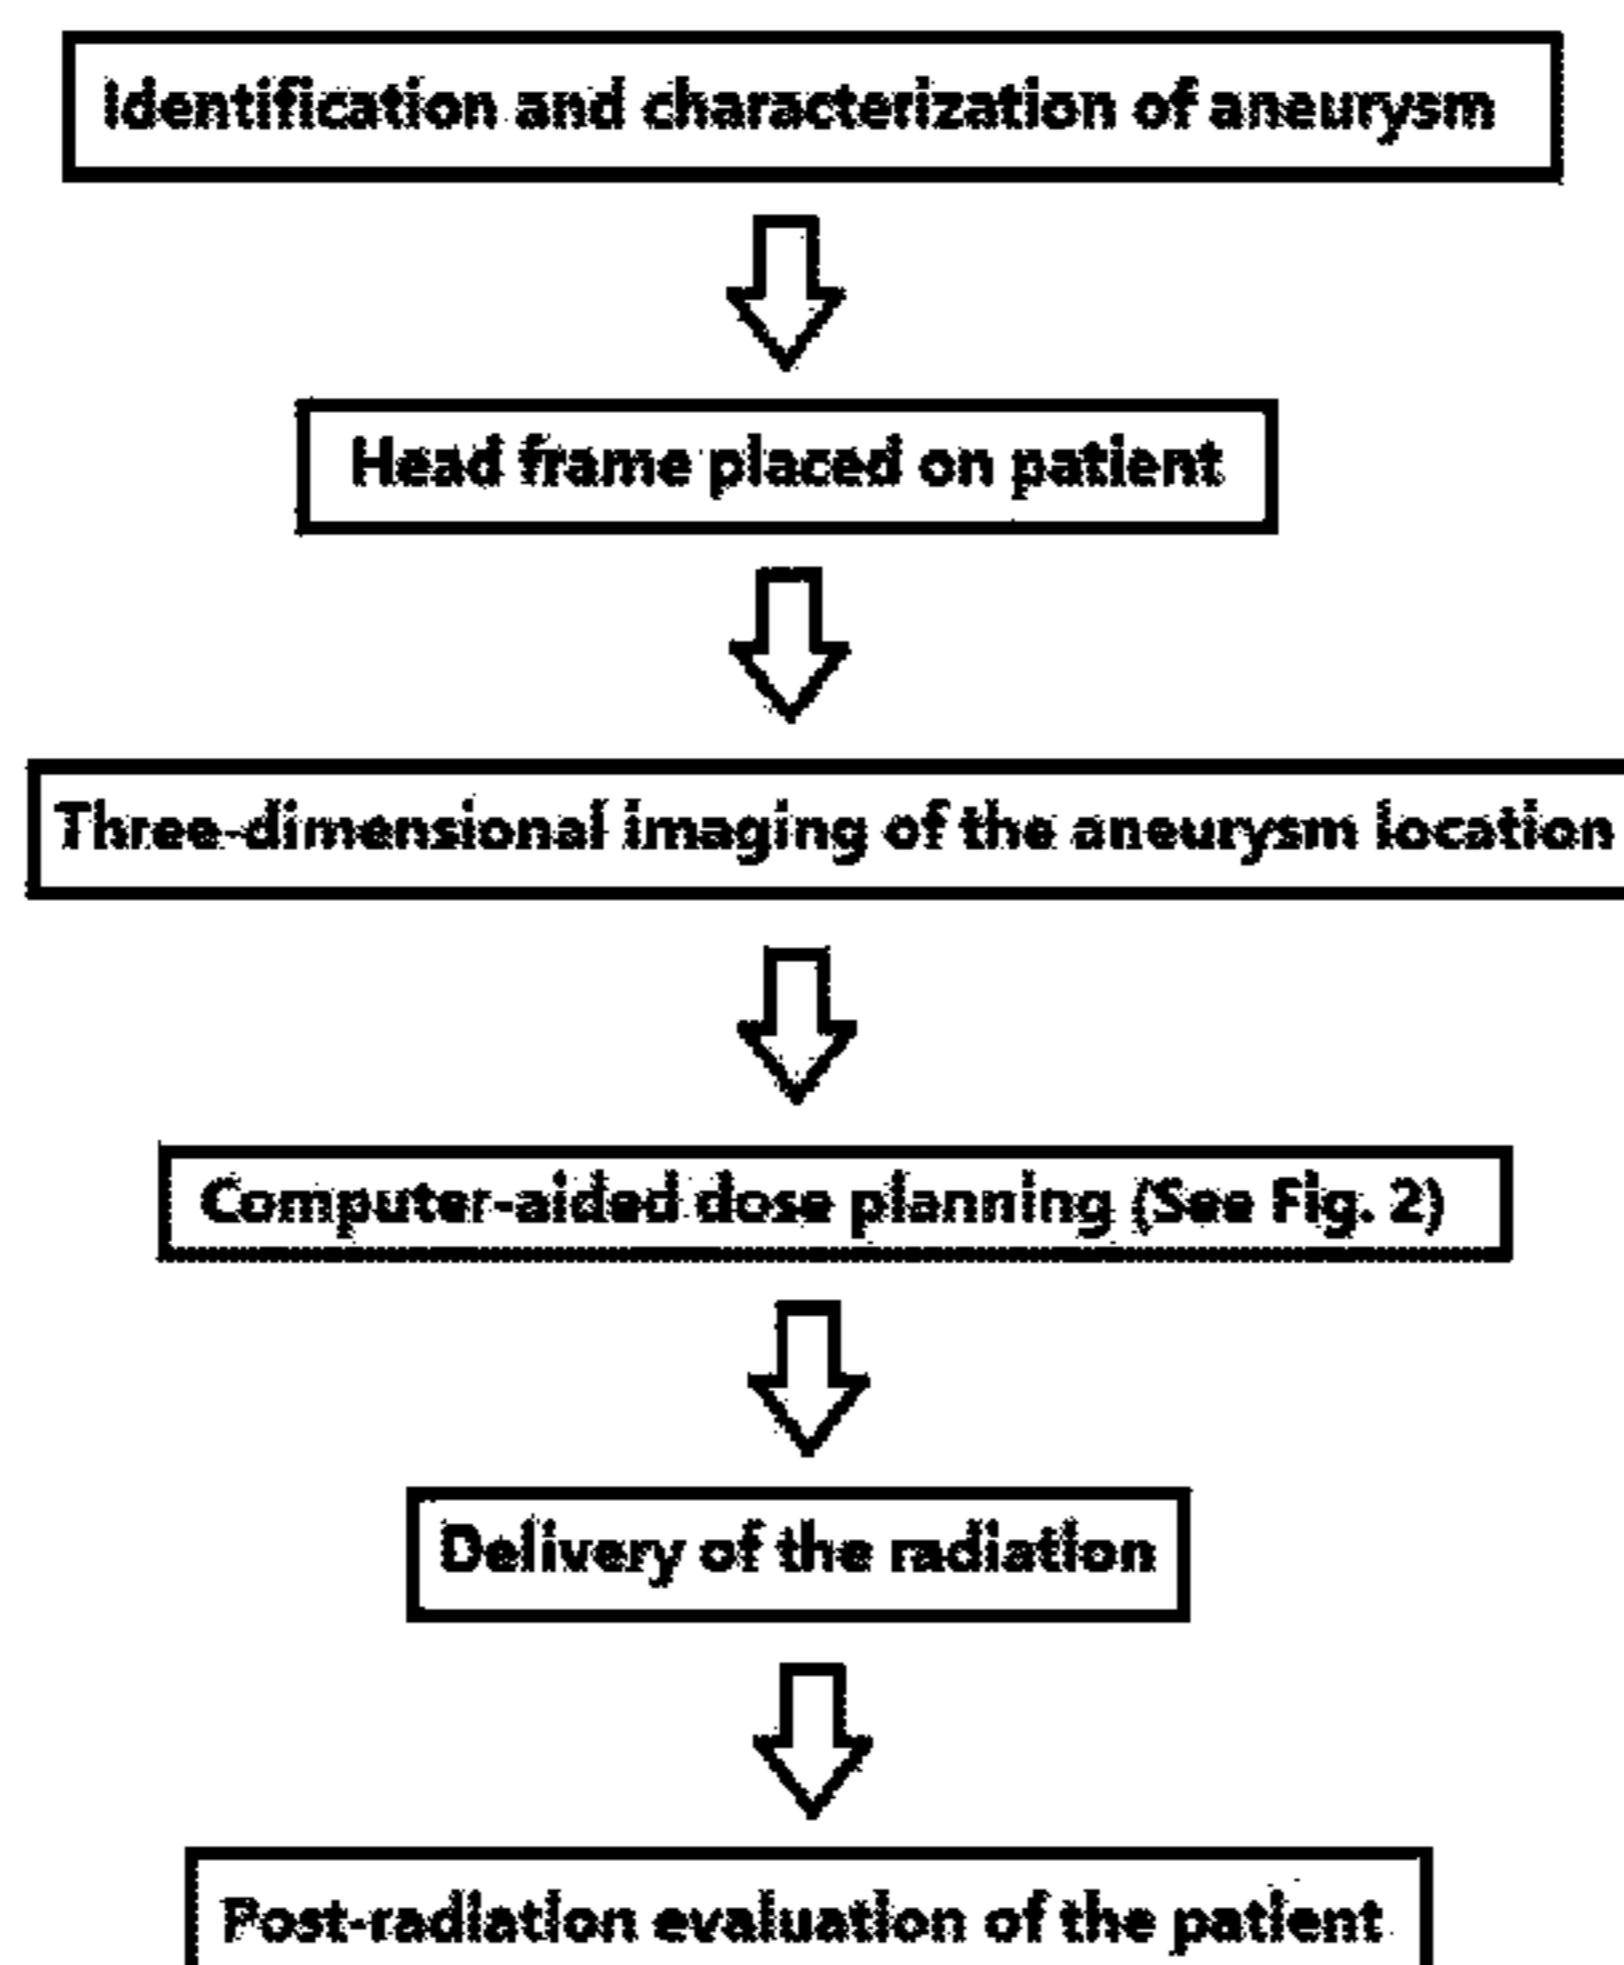 Identification and characterization of aneurysm
Head frame placed on patient
Three-dimensional imaging of the aneurysm location
Computer-aided dose planning (See Fig. 2)
Delivery of the radiation
Post-radiation evaluation of the patient